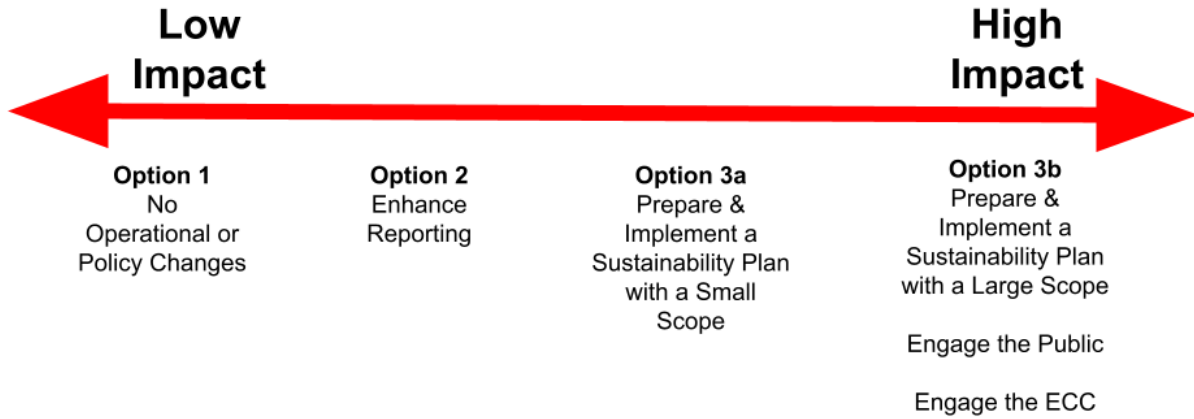 Low
Impact
High
Impact
Option 1
No
Operational or
Policy Changes
Option 2
Enhance
Reporting
Option 3a
Prepare &
Implement a
Sustainability Plan
with a Small
Scope
Option 3b
Prepare &
Implement a
Sustainability Plan
with a Large Scope
Engage the Public
Engage the ECC